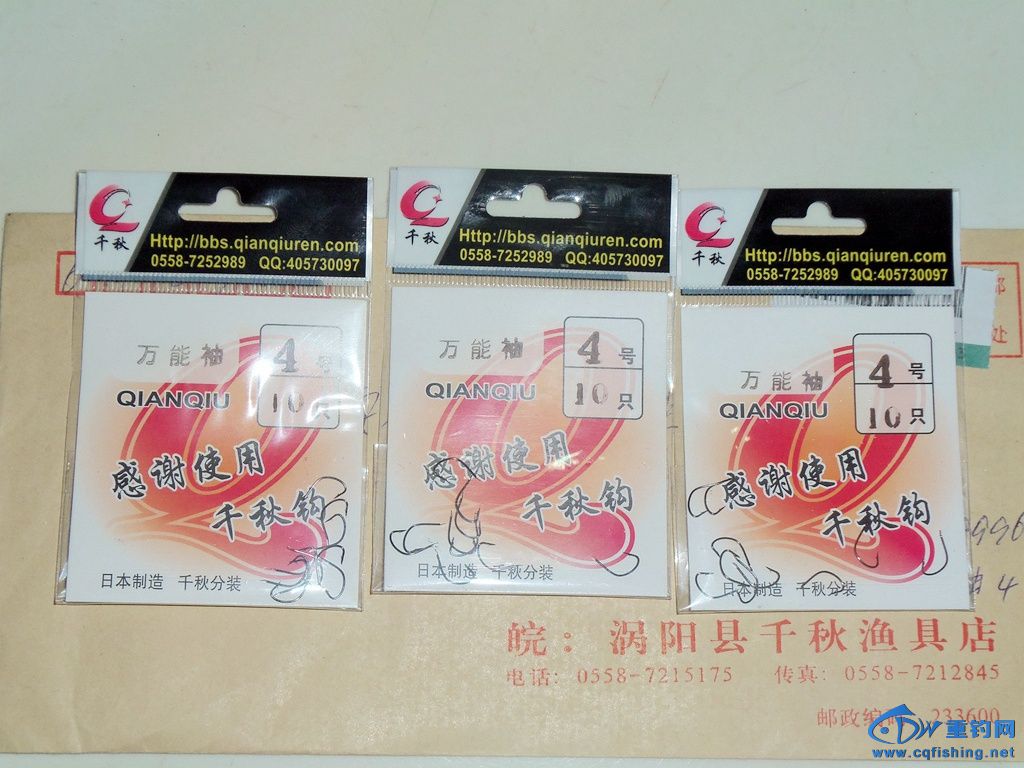 千秋
Http://bbs.qianqiuren.com
0558-7252989 QQ:405730097
万能袖
4号
10只
QIANQIU
感谢使用
千秋钩
日本制造 千秋分装
千秋
Http://bbs.qianqiuren.com
0558-7252989 QQ:405730097
万能袖
4号
10只
QIANQIU
感谢使用
千秋钩
日本制造 千秋分装
千秋
Http://bbs.qianqiuren.com
0558-7252989 QQ:405730097
万能袖
4号
10只
QIANQIU
感谢使用
千秋钩
日本制造 千秋分装
邮
处
皖：涡阳县千秋渔具店
电话: 0558-7215175 传真: 0558-7212845
邮政编码 233600
重钓网
www.cqfishing.net